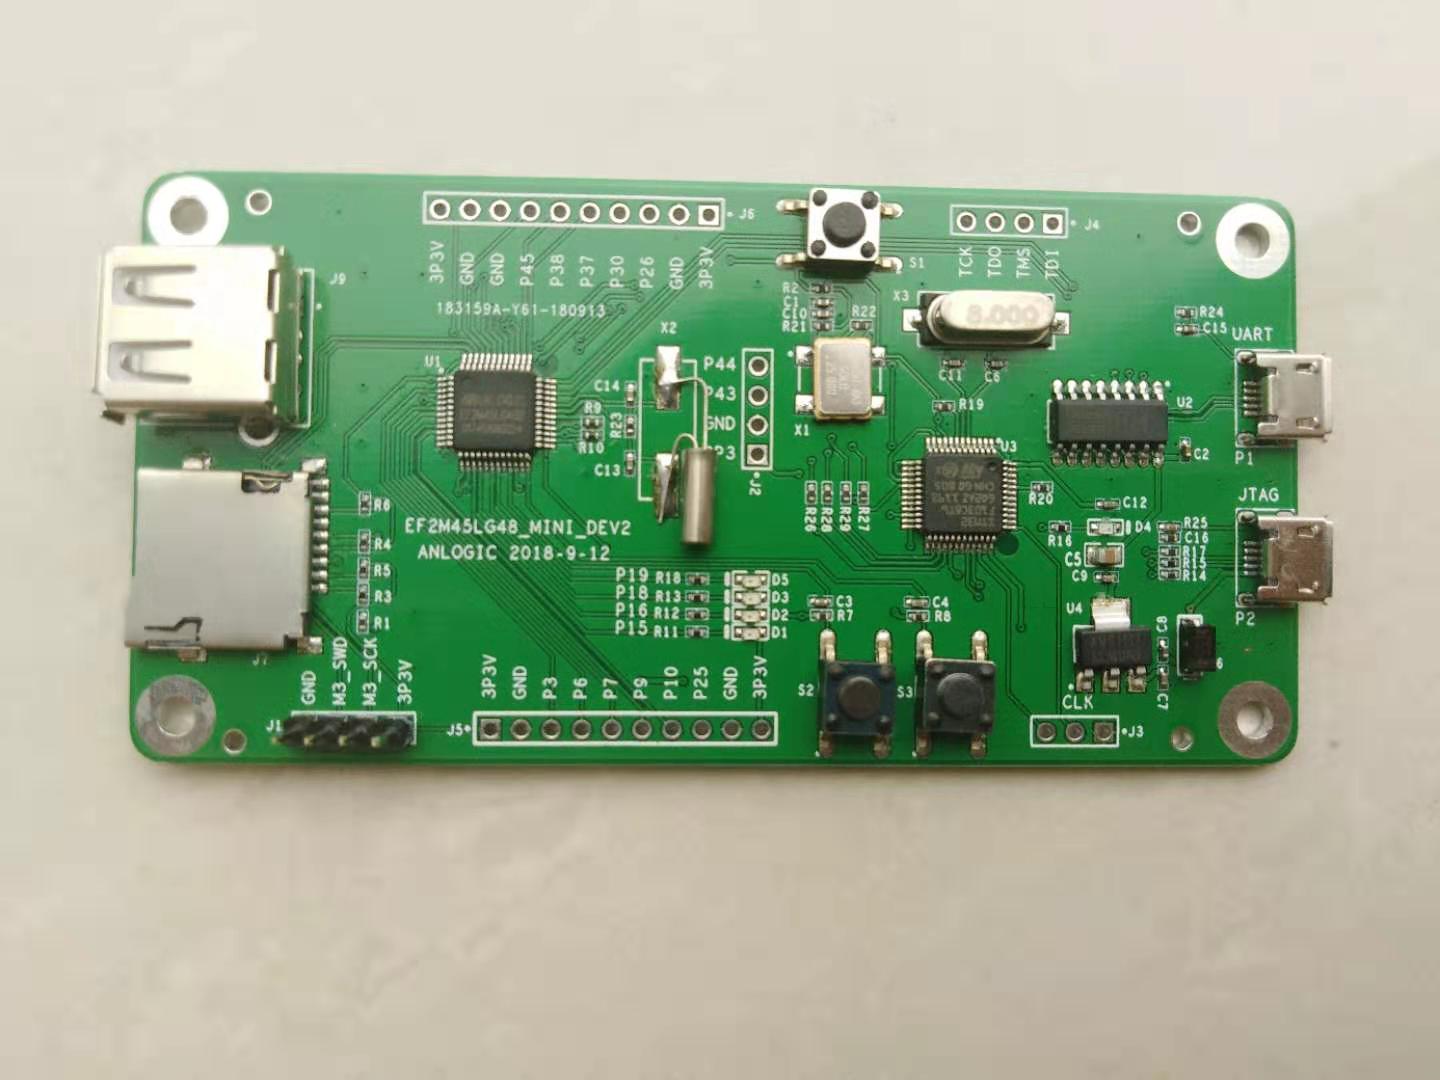 J6
J4
S1
3P3V
GND
GND
P45
P38
P37
P30
P26
GND
3P3V
TCK
TDO
TMS
TDI
J9
183159A-Y61-180913
R2
C1
C10
R21
R22
X3
8.000
R24
C15
UART
X2
U1
P44
P43
GND
J2
C14
R9
R23
R10
C13
X1
C11
C6
R19
U2
P1
C2
U3
STM32
R20
C12
JTAG
R6
R4
R5
R3
R1
EF2M45LG48_MINI_DEV2
ANLOGIC 2018-9-12
R26
R28
R29
R27
R16
D4
C5
C9
R25
C16
R17
R15
R14
P2
P19 R18 D5
P18 R13 D3
P16 R12 D2
P15 R11 D1
C3
R7
C4
R8
U4
C8
C7
GND
M3_SWD
M3_SCK
3P3V
J1
J5
3P3V
GND
P3
P6
P7
P9
P10
P25
GND
3P3V
S2
S3
CLK
J3